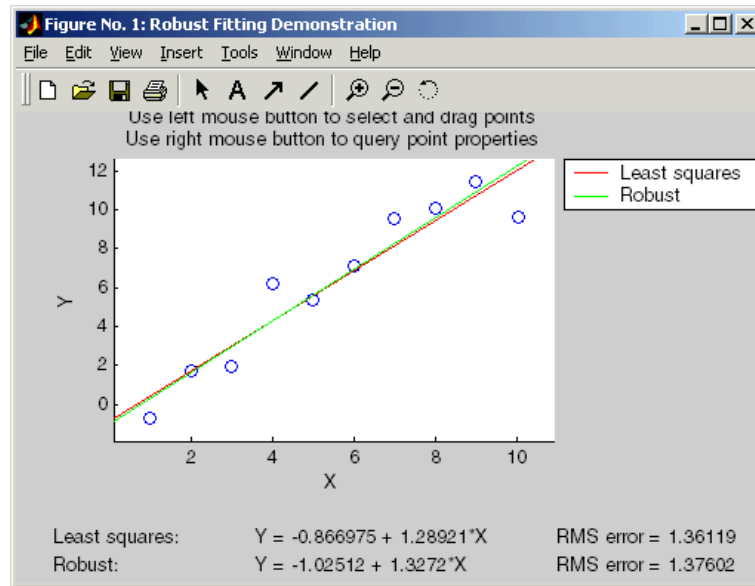 Figure No. 1: Robust Fitting Demonstration
File Edit View Insert Tools Window Help
A
Use left mouse button to select and drag points
Use right mouse button to query point properties
12
10
8
6
4
2
0
Y
2 4 6 8 10
X
Least squares
Robust
Least squares: Y = -0.866975 + 1.28921*X RMS error = 1.36119
Robust: Y = -1.02512 + 1.3272*X RMS error = 1.37602